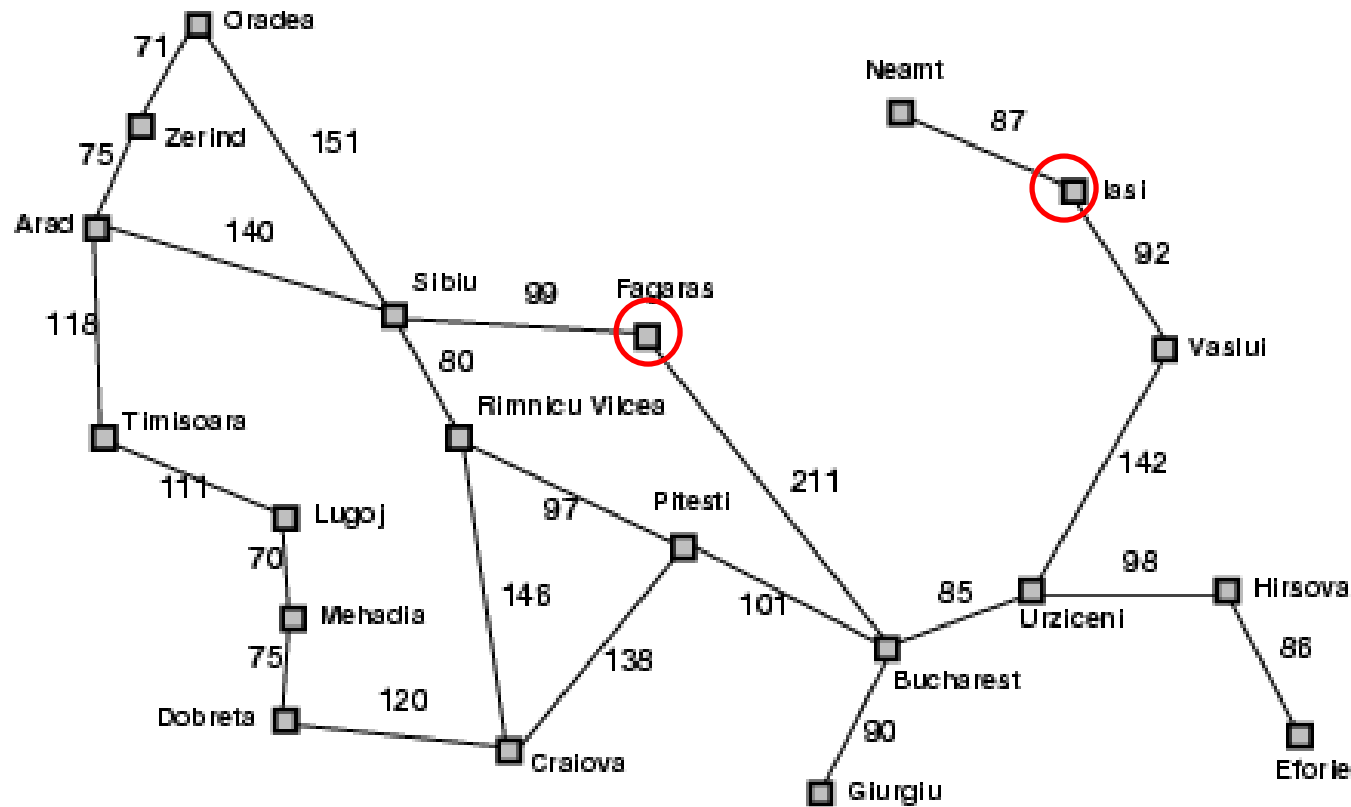 Oradea
71
Neamt
87
Zerind
151
75
Iasi
Arad
140
92
Sibiu
99
Fagaras
118
80
Vaslui
Timisoara
Rimnicu Vilcea
142
111
Lugoj
97
Pitesti
211
70
98
Hirsova
146
101
85
Mehadia
Urziceni
75
138
86
Bucharest
Dobreta
120
90
Craiova
Eforie
Giurgiu